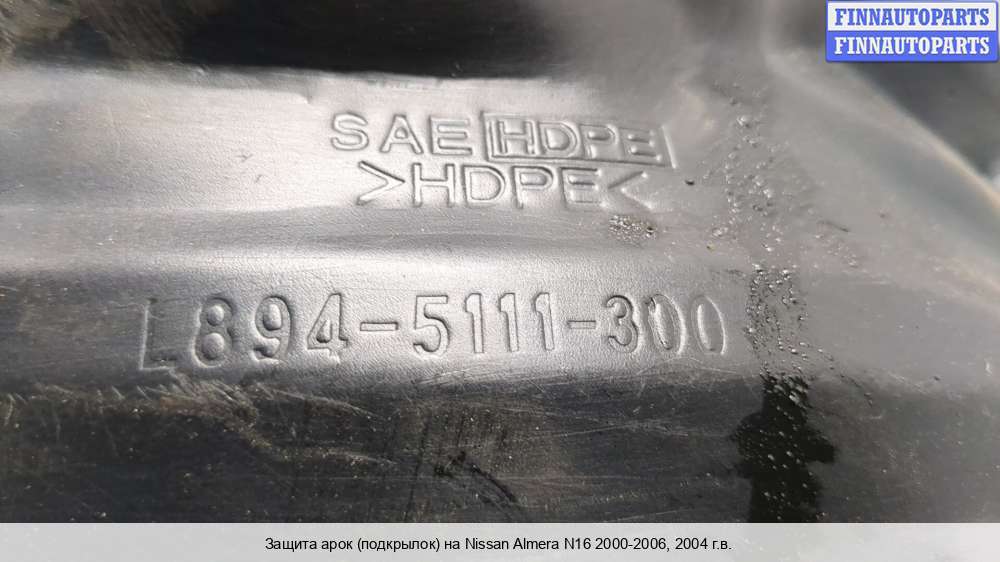 FINNAUTOPARTS
FINNAUTOPARTS
SAE HDPE
>HDPE<
L894-5111-300
Защита арок (подкрылок) на Nissan Almera N16 2000-2006, 2004 г.в.